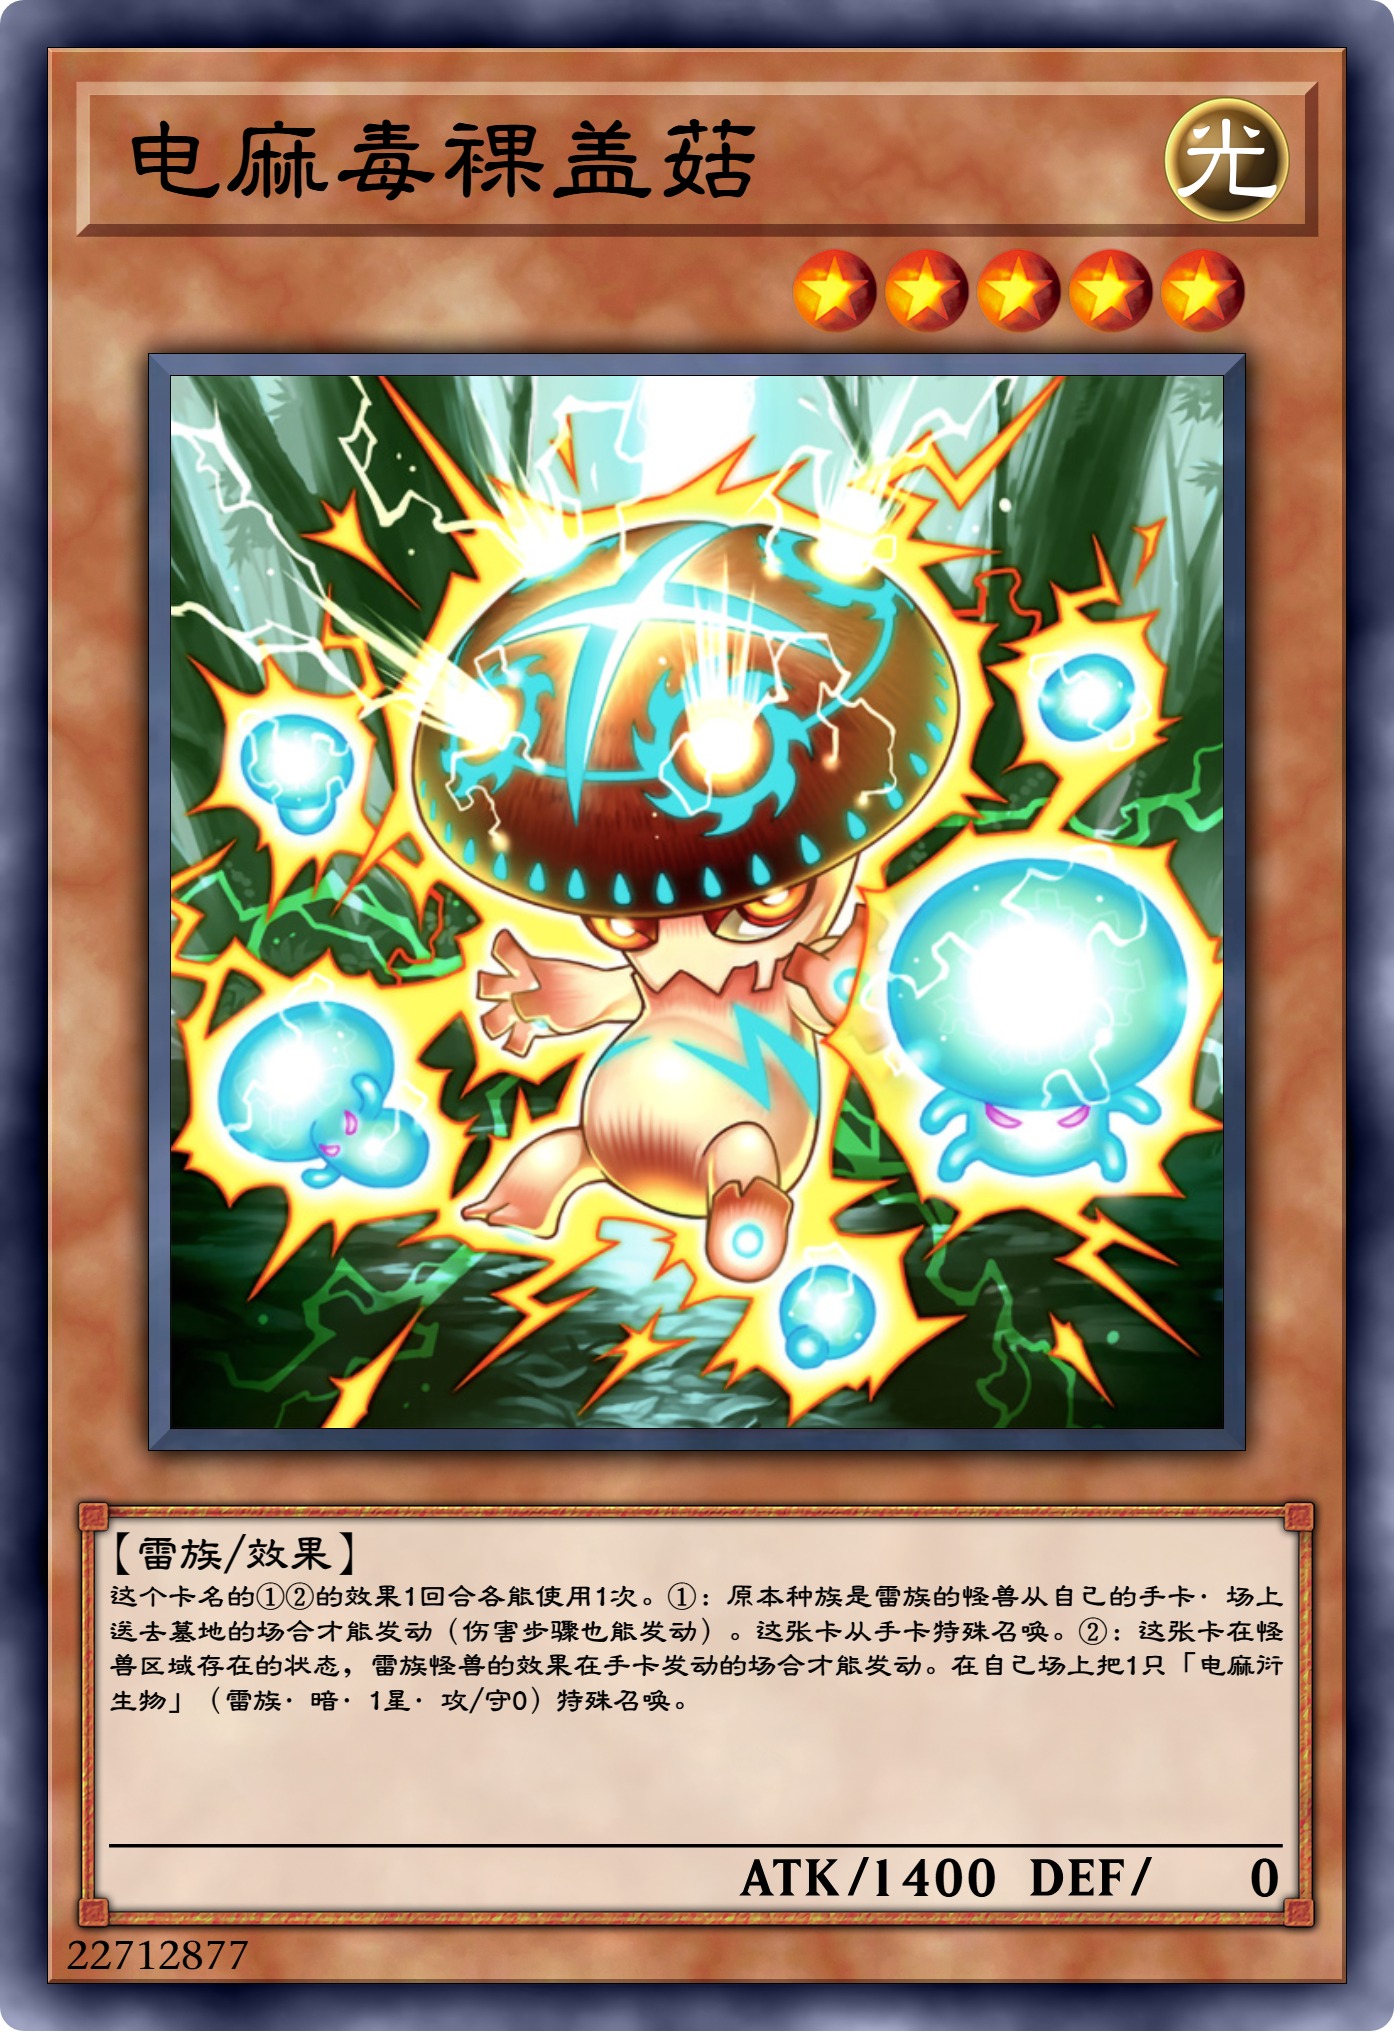 电麻毒裸盖菇
光
【雷族/效果】
这个卡名的①②的效果1回合各能使用1次。①：原本种族是雷族的怪兽从自己的手卡·场上
送去墓地的场合才能发动（伤害步骤也能发动）。这张卡从手卡特殊召唤。②：这张卡在怪
兽区域存在的状态，雷族怪兽的效果在手卡发动的场合才能发动。在自己场上把1只「电麻衍
生物」（雷族·暗·1星·攻/守0）特殊召唤。
ATK/1400 DEF/ 0
22712877